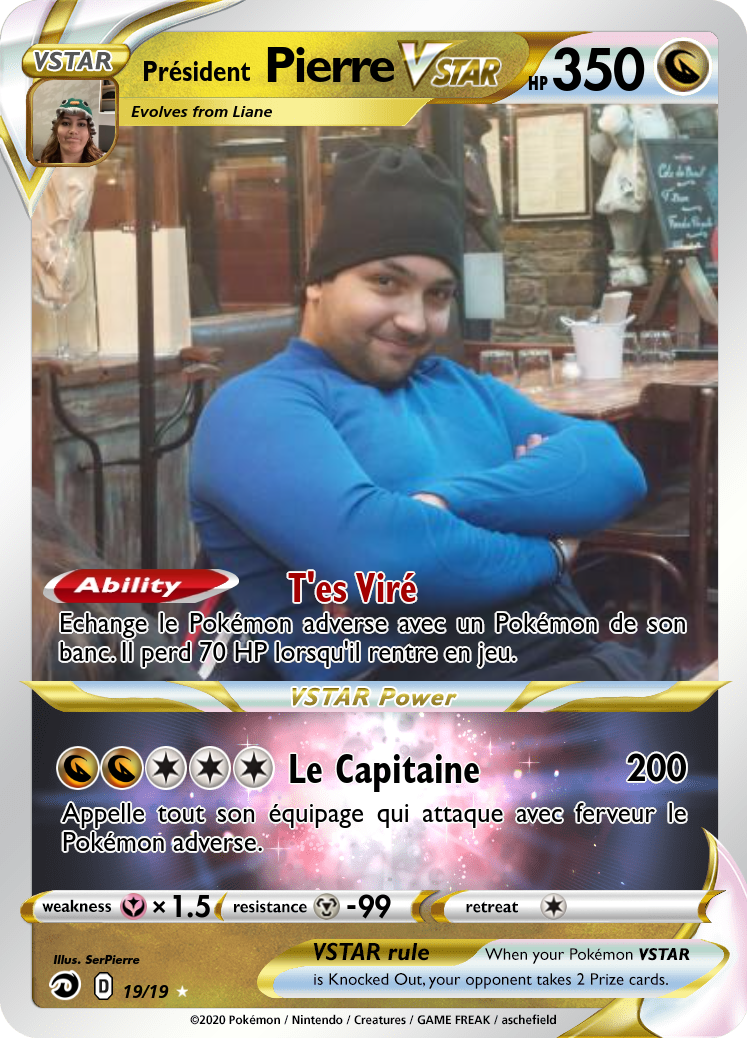 VSTAR
Président Pierre VSTAR HP 350
Evolves from Liane
Ability T'es Viré
Echange le Pokémon adverse avec un Pokémon de son
banc. Il perd 70 HP lorsqu'il rentre en jeu.
VSTAR Power
Le Capitaine 200
Appelle tout son équipage qui attaque avec ferveur le
Pokémon adverse.
weakness ×1.5 resistance -99 retreat
Illus. SerPierre
D 19/19
VSTAR rule When your Pokémon VSTAR
is Knocked Out, your opponent takes 2 Prize cards.
©2020 Pokémon / Nintendo / Creatures / GAME FREAK / aschefield